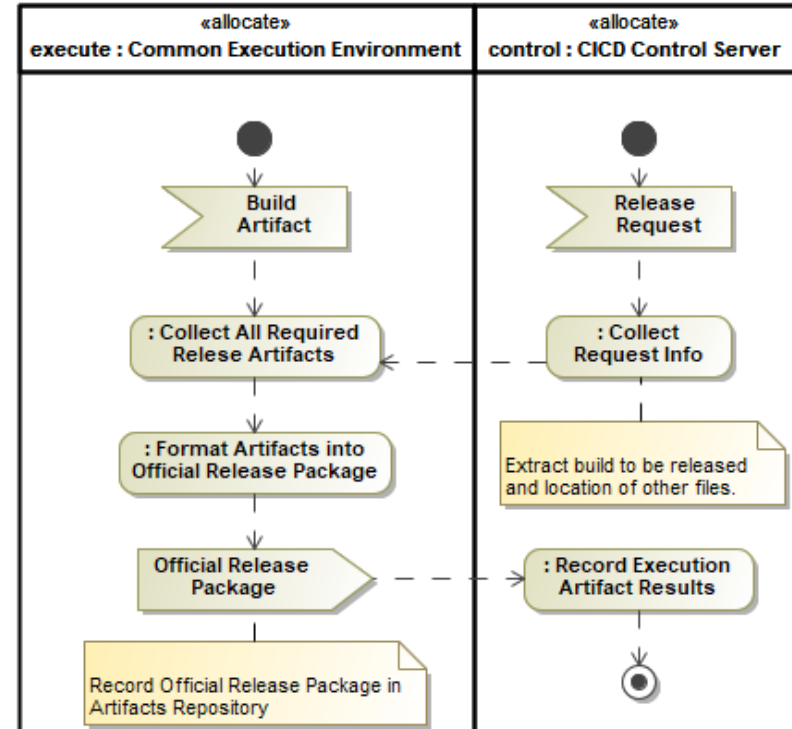 «allocate»
execute : Common Execution Environment
«allocate»
control : CICD Control Server
Build
Artifact
Release
Request
: Collect All Required
Relese Artifacts
: Collect
Request Info
: Format Artifacts into
Official Release Package
Extract build to be released
and location of other files.
Official Release
Package
: Record Execution
Artifact Results
Record Official Release Package in
Artifacts Repository